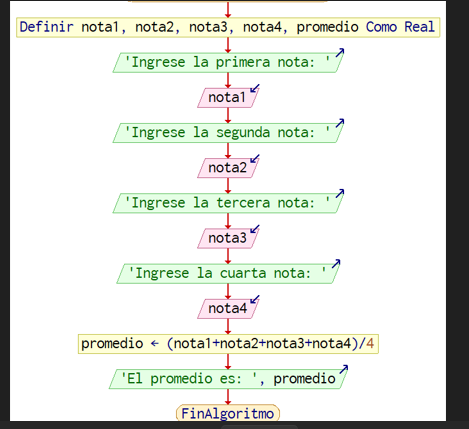 Definir nota1, nota2, nota3, nota4, promedio Como Real
'Ingrese la primera nota: '
nota1
'Ingrese la segunda nota: '
nota2
'Ingrese la tercera nota: '
nota3
'Ingrese la cuarta nota: '
nota4
promedio ← (nota1+nota2+nota3+nota4)/4
'El promedio es: ', promedio
FinAlgoritmo